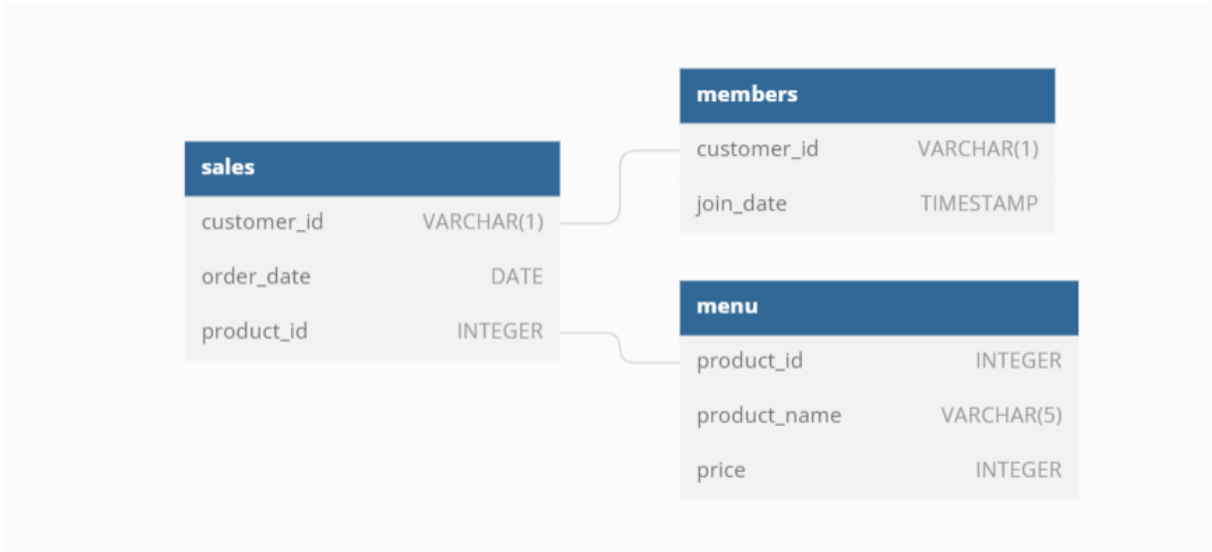 sales
customer_id VARCHAR(1)
order_date DATE
product_id INTEGER
members
customer_id VARCHAR(1)
join_date TIMESTAMP
menu
product_id INTEGER
product_name VARCHAR(5)
price INTEGER